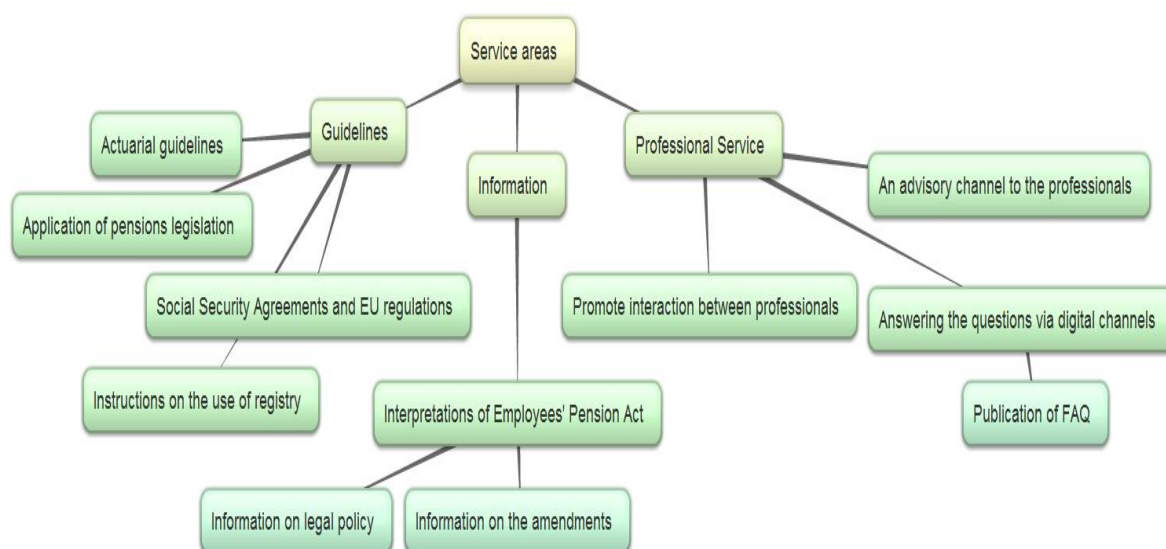 Service areas
Guidelines
Actuarial guidelines
Professional Service
Information
An advisory channel to the professionals
Application of pensions legislation
Social Security Agreements and EU regulations
Promote interaction between professionals
Answering the questions via digital channels
Instructions on the use of registry
Interpretations of Employees' Pension Act
Publication of FAQ
Information on legal policy
Information on the amendments